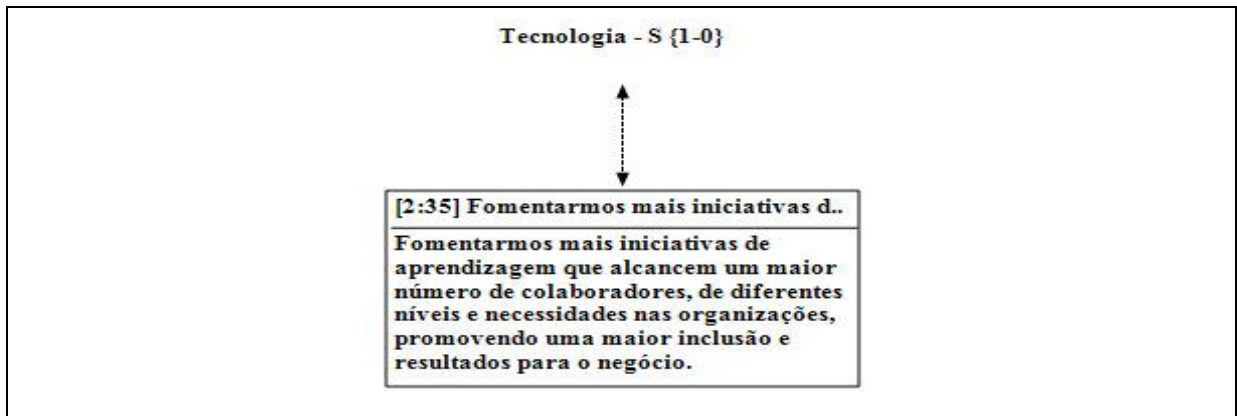 Tecnologia - S {1-0}
[2:35] Fomentarmos mais iniciativas d..
Fomentarmos mais iniciativas de
aprendizagem que alcancem um maior
número de colaboradores, de diferentes
níveis e necessidades nas organizações,
promovendo uma maior inclusão e
resultados para o negócio.